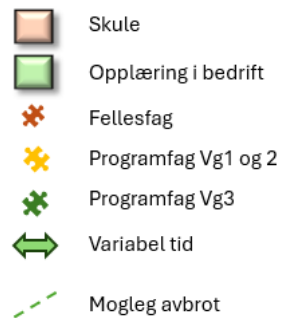 Skule
Opplæring i bedrift
Fellesfag
Programfag Vg1 og 2
Programfag Vg3
Variabel tid
Mogleg avbrot